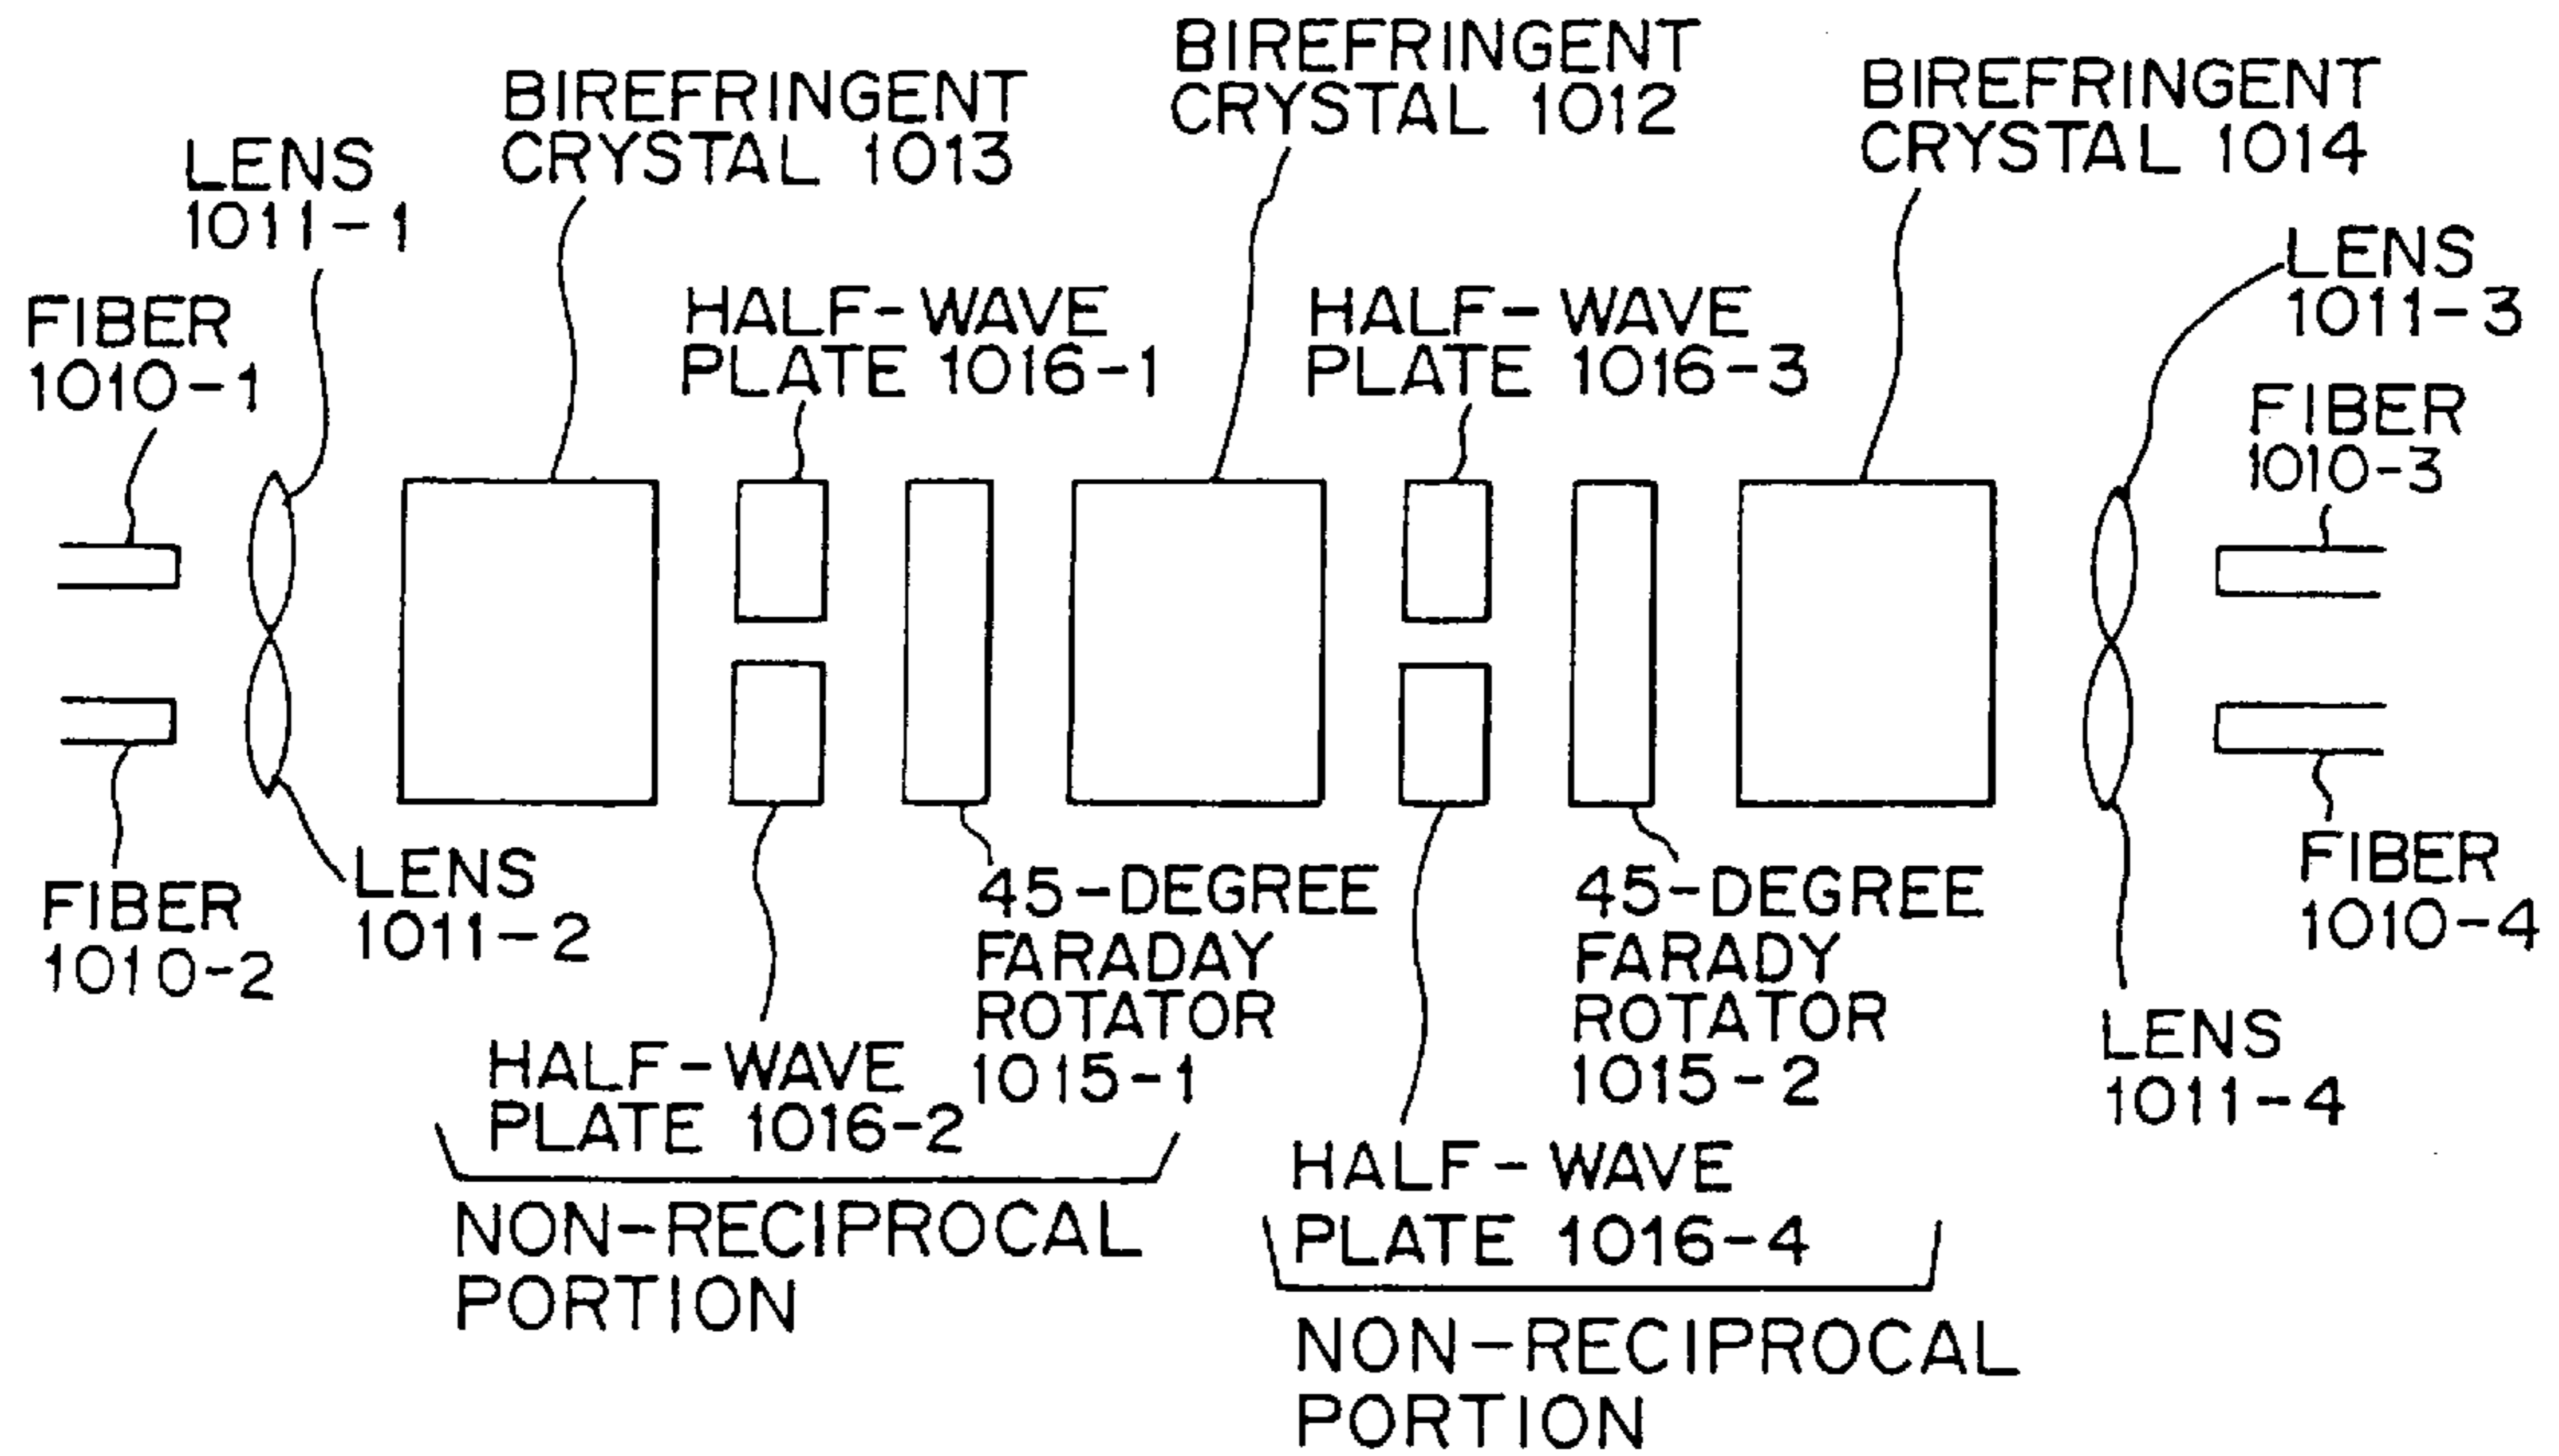 BIREFRINGENT
CRYSTAL 1012
BIREFRINGENT
CRYSTAL 1013
BIREFRINGENT
CRYSTAL 1014
LENS
1011-1
LENS
1011-3
FIBER
1010-1
HALF-WAVE
PLATE 1016-1
HALF-WAVE
PLATE 1016-3
FIBER
1010-3
FIBER
1010-2
LENS
1011-2
45-DEGREE
FARADAY
ROTATOR
1015-1
45-DEGREE
FARADY
ROTATOR
1015-2
FIBER
1010-4
LENS
1011-4
HALF-WAVE
PLATE 1016-2
HALF-WAVE
PLATE 1016-4
NON-RECIPROCAL
PORTION
NON-RECIPROCAL
PORTION